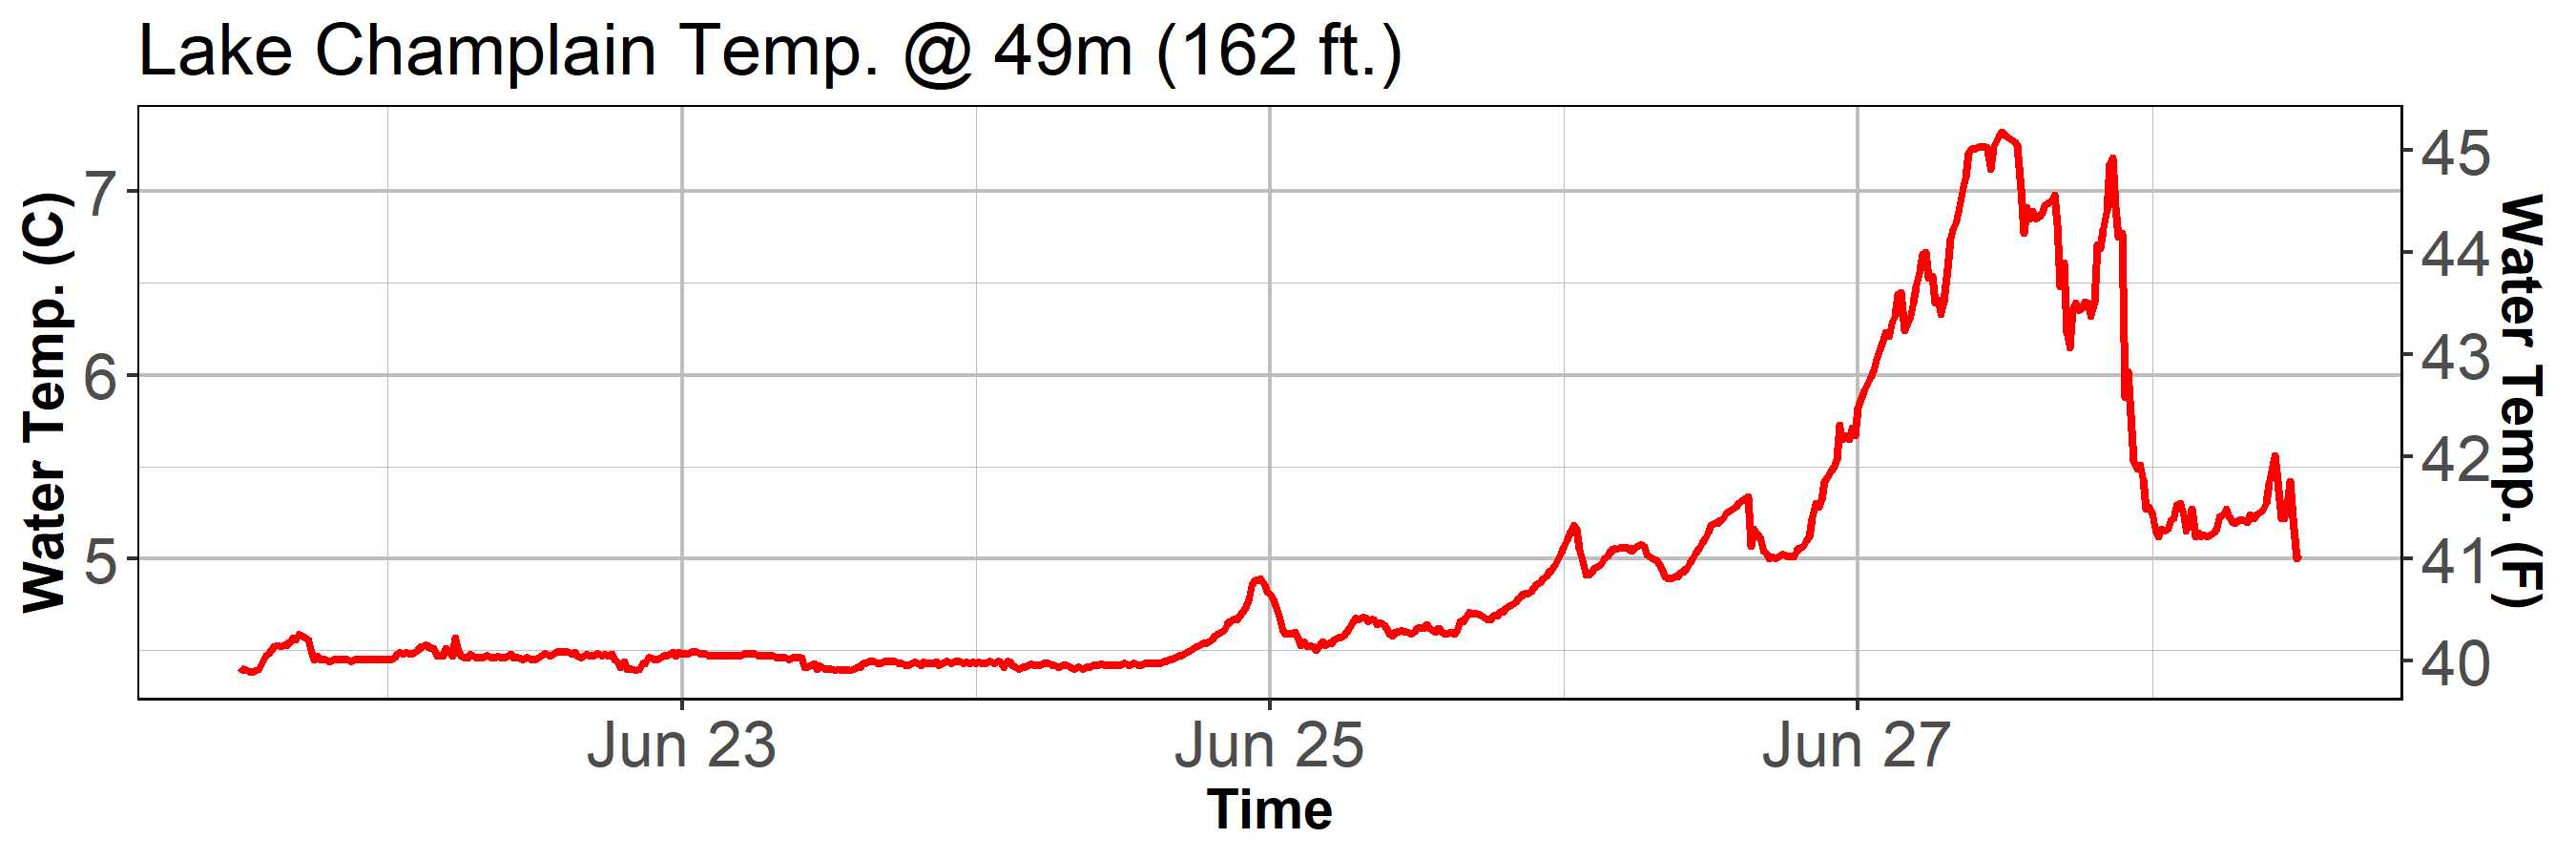 Lake Champlain Temp. @ 49m (162 ft.)
Water Temp. (C)
7
6
5
45
44
43
42
41
40
Water Temp. (F)
Jun 23 Jun 25 Jun 27
Time